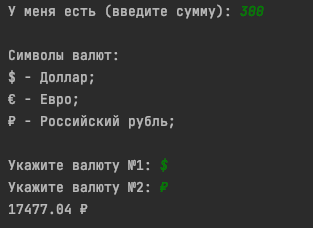 У меня есть (введите сумму): 300
Символы валют:
$ - Доллар;
€ - Евро;
₽ - Российский рубль;
Укажите валюту №1: $
Укажите валюту №2: ₽
17477.04 ₽